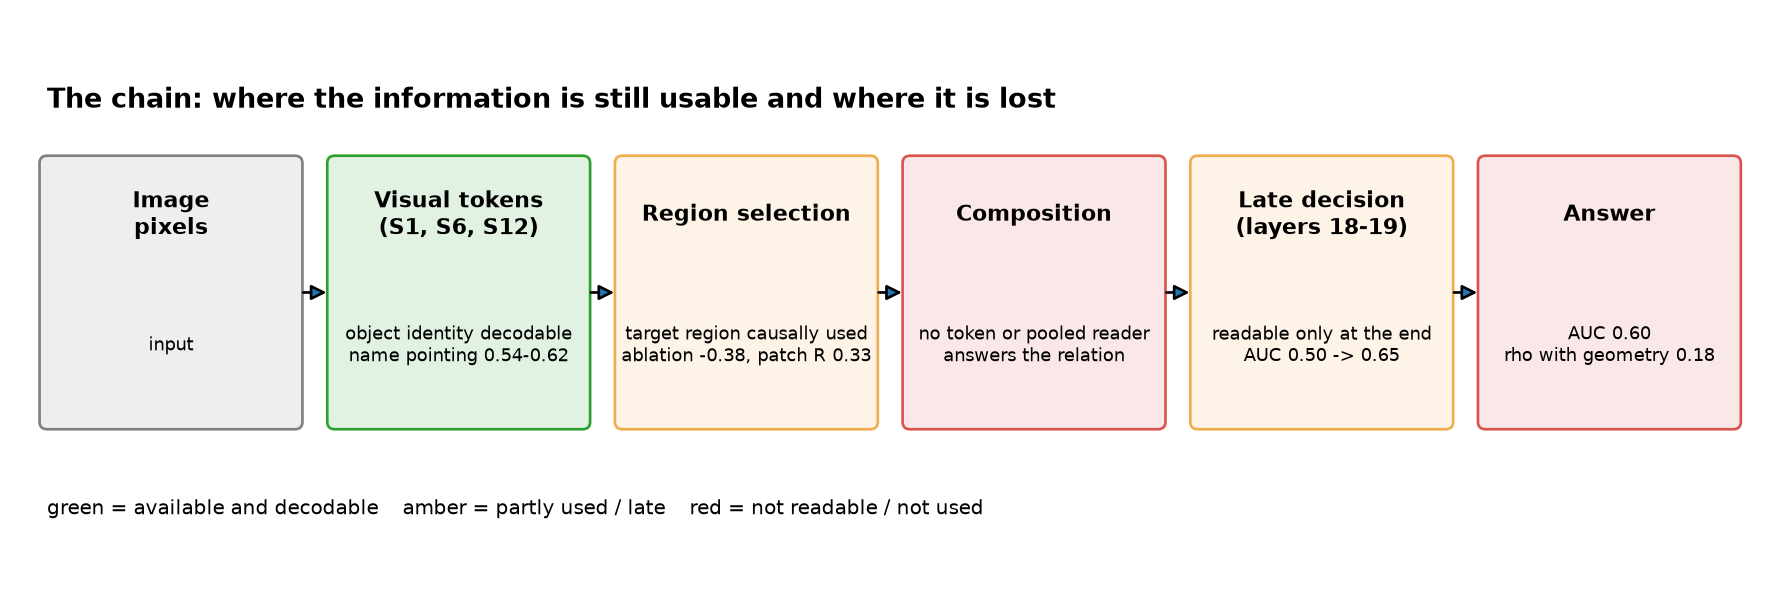 The chain: where the information is still usable and where it is lost
Image
pixels
input
Visual tokens
(S1, S6, S12)
object identity decodable
name pointing 0.54-0.62
Region selection
target region causally used
ablation -0.38, patch R 0.33
Composition
no token or pooled reader
answers the relation
Late decision
(layers 18-19)
readable only at the end
AUC 0.50 -> 0.65
Answer
AUC 0.60
rho with geometry 0.18
green = available and decodable    amber = partly used / late    red = not readable / not used